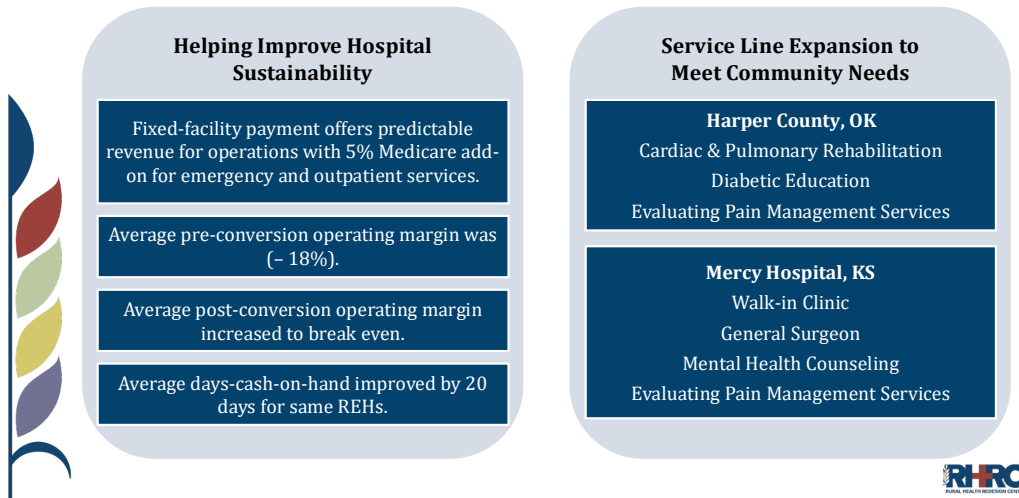 Helping Improve Hospital
Sustainability
Fixed-facility payment offers predictable
revenue for operations with 5% Medicare add-
on for emergency and outpatient services.
Average pre-conversion operating margin was
(– 18%).
Average post-conversion operating margin
increased to break even.
Average days-cash-on-hand improved by 20
days for same REHs.
Service Line Expansion to
Meet Community Needs
Harper County, OK
Cardiac & Pulmonary Rehabilitation
Diabetic Education
Evaluating Pain Management Services
Mercy Hospital, KS
Walk-in Clinic
General Surgeon
Mental Health Counseling
Evaluating Pain Management Services
RHRC
RURAL HEALTH REDESIGN CENT